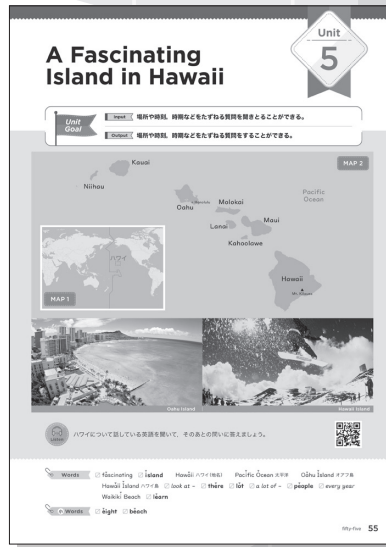 Unit
5
A Fascinating
Island in Hawaii
Unit
Goal
Input 場所や時刻，時期などをたずねる質問を聞きとることができる。
Output 場所や時刻，時期などをたずねる質問をすることができる。
MAP 2
Kauai
Niihau
Oahu
Molokai
Pacific
Ocean
Lanai
Maui
Kahoolawe
Hawaii
ハワイ
MAP 1
Oahu Island
Hawaii Island
Listen
ハワイについて話している英語を聞いて，そのあとの問いに答えましょう。
Words fascinating island Hawaii ハワイ(地名) Pacific Ocean 太平洋 Oahu Island オアフ島
Hawaii Island ハワイ島 look at ~ there lot a lot of ~ people every year
Waikiki Beach learn
Words eight beach
fifty-five 55